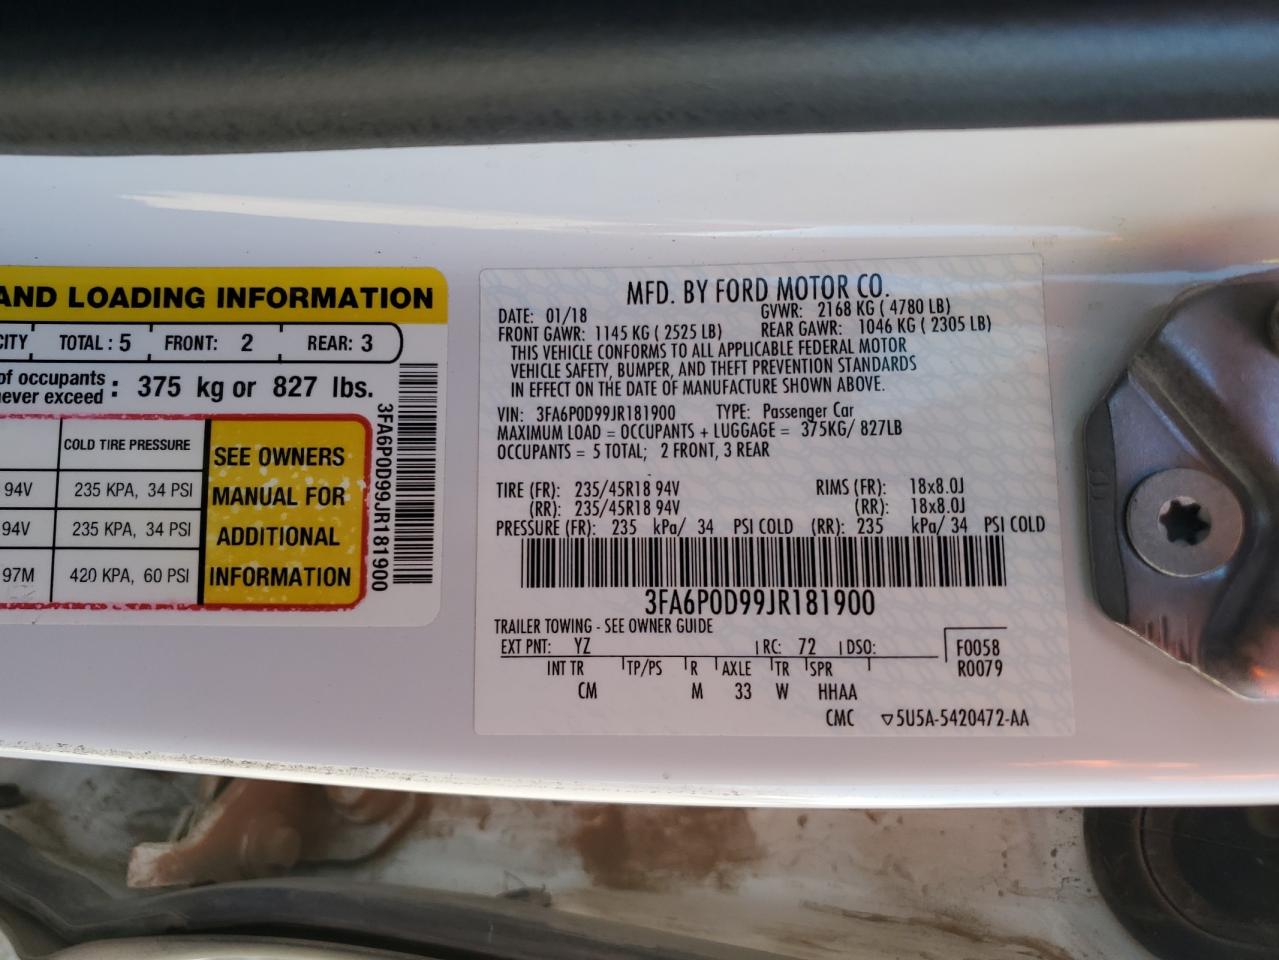 AND LOADING INFORMATION
CITY TOTAL : 5 FRONT: 2 REAR: 3
of occupants
never exceed : 375 kg or 827 lbs.
COLD TIRE PRESSURE
94V 235 KPA, 34 PSI
94V 235 KPA, 34 PSI
97M 420 KPA, 60 PSI
SEE OWNERS
MANUAL FOR
ADDITIONAL
INFORMATION
3FA6P0D99JR181900
MFD. BY FORD MOTOR CO.
DATE: 01/18 GVWR: 2168 KG ( 4780 LB)
FRONT GAWR: 1145 KG ( 2525 LB) REAR GAWR: 1046 KG ( 2305 LB)
THIS VEHICLE CONFORMS TO ALL APPLICABLE FEDERAL MOTOR
VEHICLE SAFETY, BUMPER, AND THEFT PREVENTION STANDARDS
IN EFFECT ON THE DATE OF MANUFACTURE SHOWN ABOVE.
VIN: 3FA6P0D99JR181900 TYPE: Passenger Car
MAXIMUM LOAD = OCCUPANTS + LUGGAGE = 375KG/ 827LB
OCCUPANTS = 5 TOTAL; 2 FRONT, 3 REAR
TIRE (FR): 235/45R18 94V RIMS (FR): 18x8.0J
(RR): 235/45R18 94V (RR): 18x8.0J
PRESSURE (FR): 235 kPa/ 34 PSI COLD (RR): 235 kPa/ 34 PSI COLD
3FA6P0D99JR181900
TRAILER TOWING - SEE OWNER GUIDE
EXT PNT: YZ RC: 72 DSO: F0058
INT TR TP/PS R AXLE TR SPR R0079
CM M 33 W HHAA
CMC ▽5U5A-5420472-AA